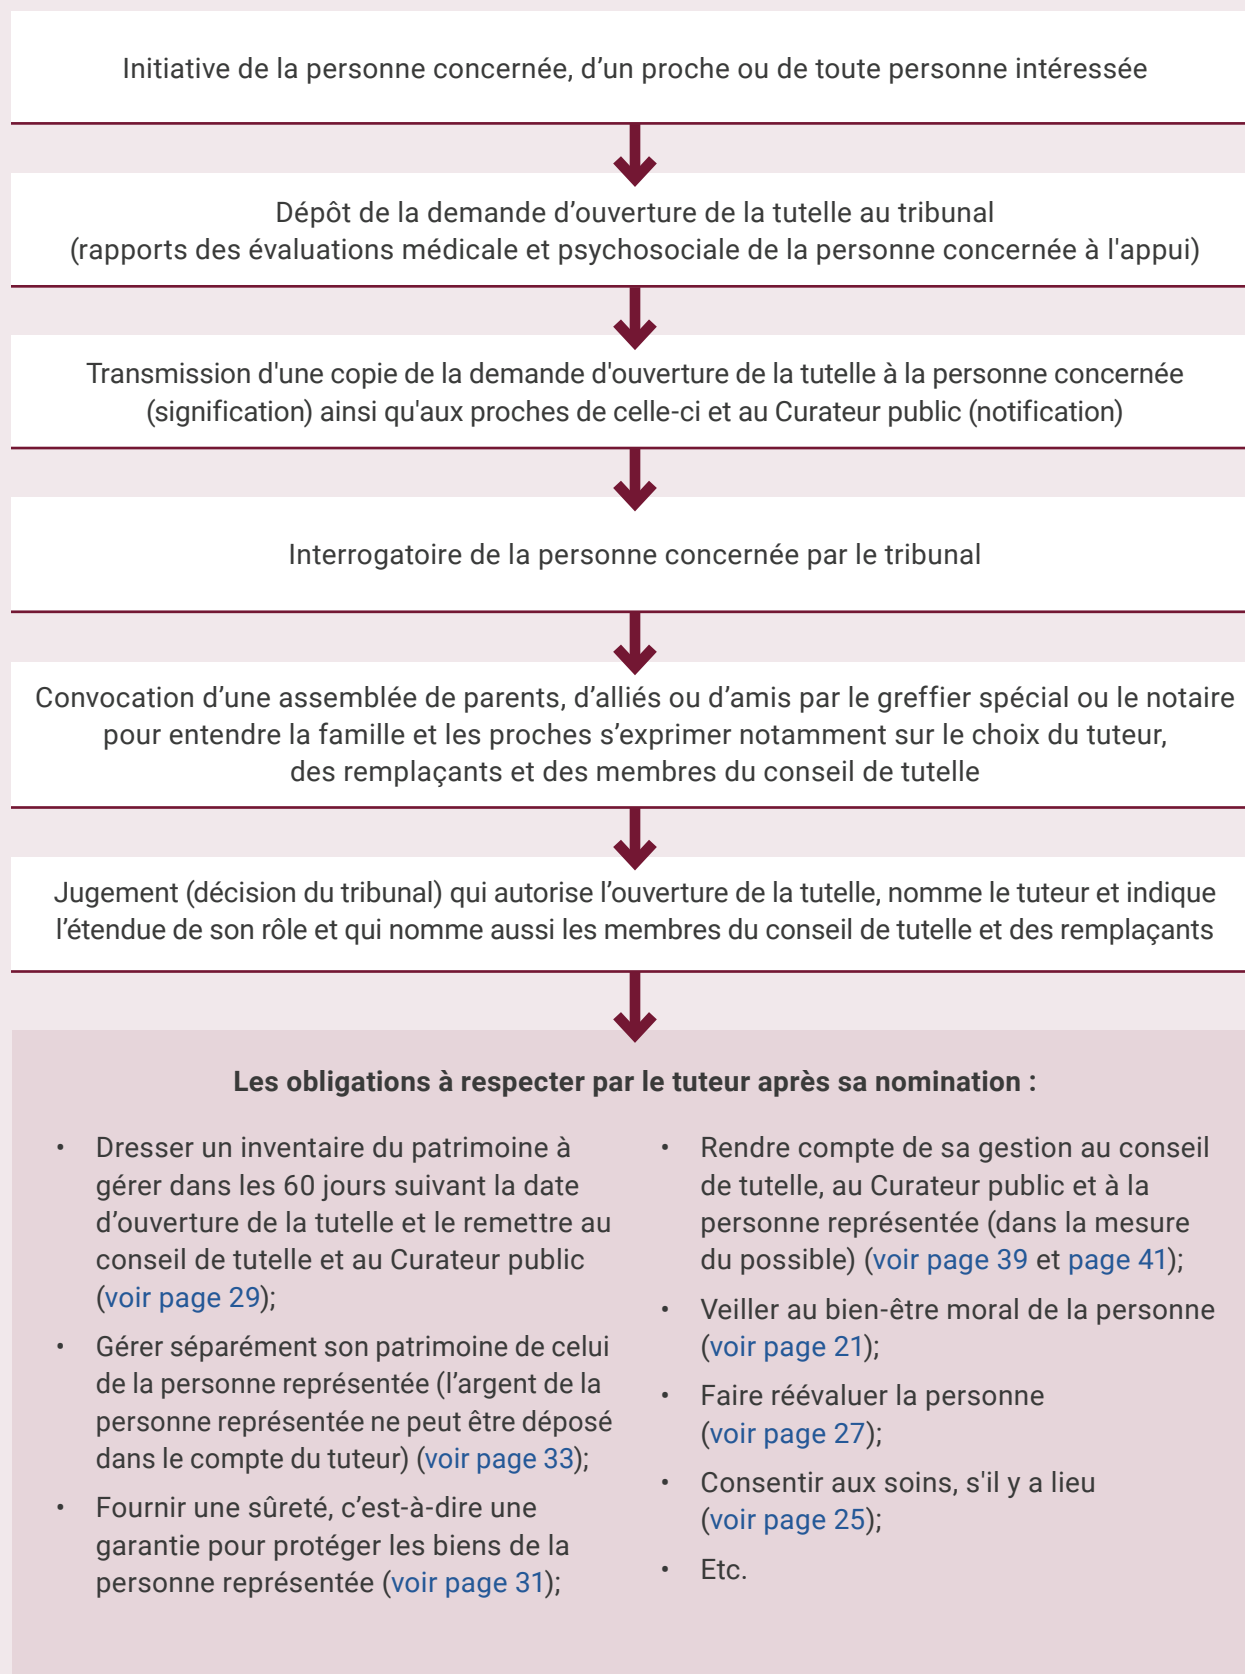 Initiative de la personne concernée, d’un proche ou de toute personne intéressée
Dépôt de la demande d’ouverture de la tutelle au tribunal
(rapports des évaluations médicale et psychosociale de la personne concernée à l'appui)
Transmission d'une copie de la demande d'ouverture de la tutelle à la personne concernée
(signification) ainsi qu'aux proches de celle-ci et au Curateur public (notification)
Interrogatoire de la personne concernée par le tribunal
Convocation d’une assemblée de parents, d’alliés ou d’amis par le greffier spécial ou le notaire
pour entendre la famille et les proches s’exprimer notamment sur le choix du tuteur,
des remplaçants et des membres du conseil de tutelle
Jugement (décision du tribunal) qui autorise l’ouverture de la tutelle, nomme le tuteur et indique
l’étendue de son rôle et qui nomme aussi les membres du conseil de tutelle et des remplaçants
Les obligations à respecter par le tuteur après sa nomination :
• Dresser un inventaire du patrimoine à
gérer dans les 60 jours suivant la date
d’ouverture de la tutelle et le remettre au
conseil de tutelle et au Curateur public
(voir page 29);
• Gérer séparément son patrimoine de celui
de la personne représentée (l’argent de la
personne représentée ne peut être déposé
dans le compte du tuteur) (voir page 33);
• Fournir une sûreté, c’est-à-dire une
garantie pour protéger les biens de la
personne représentée (voir page 31);
• Rendre compte de sa gestion au conseil
de tutelle, au Curateur public et à la
personne représentée (dans la mesure
du possible) (voir page 39 et page 41);
• Veiller au bien-être moral de la personne
(voir page 21);
• Faire réévaluer la personne
(voir page 27);
• Consentir aux soins, s'il y a lieu
(voir page 25);
• Etc.